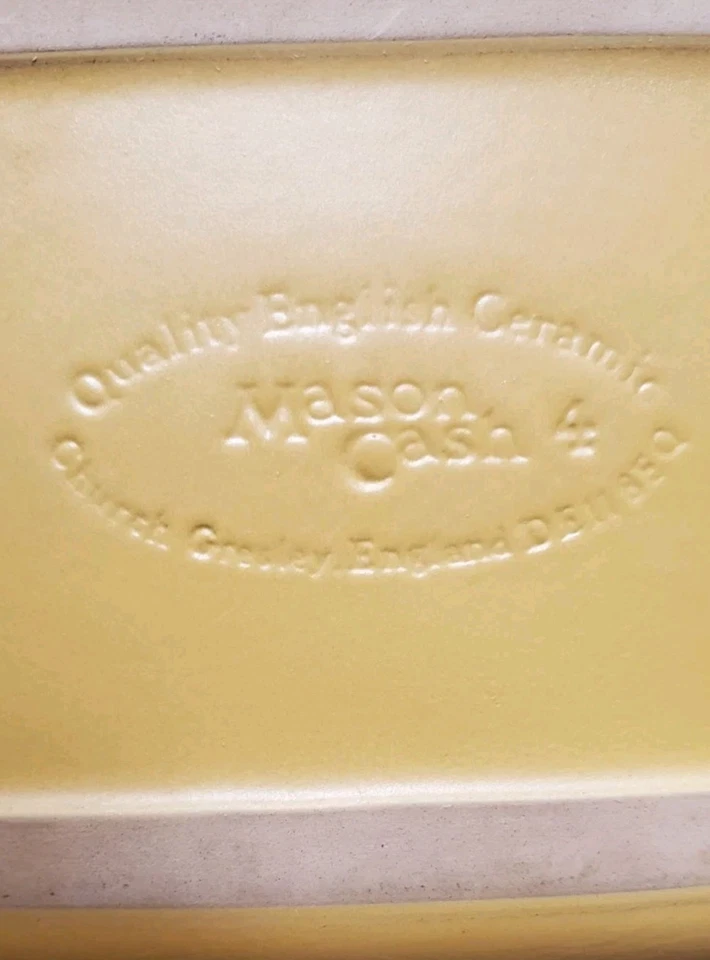 Quality English Ceramic
Mason
Cash 4
Church Gresley, England DE11 8EQ